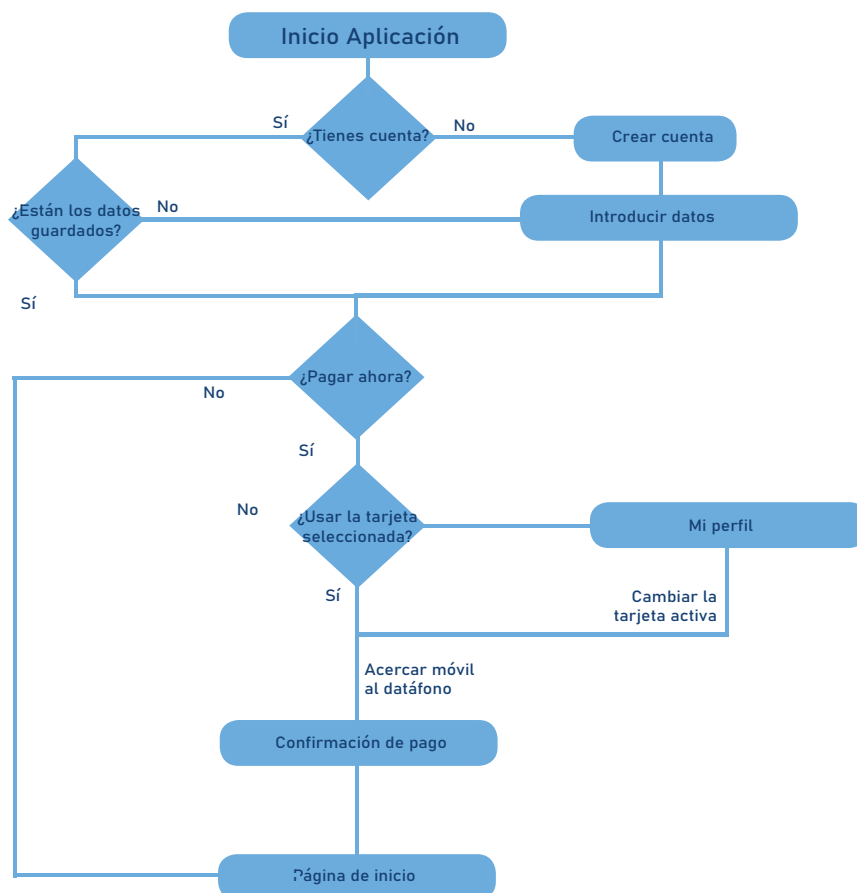 Inicio Aplicación
Sí
¿Tienes cuenta?
No
Crear cuenta
¿Están los datos
guardados?
No
Introducir datos
Sí
¿Pagar ahora?
No
Sí
No
¿Usar la tarjeta
seleccionada?
Mi perfil
Sí
Cambiar la
tarjeta activa
Acercar móvil
al datáfono
Confirmación de pago
Página de inicio